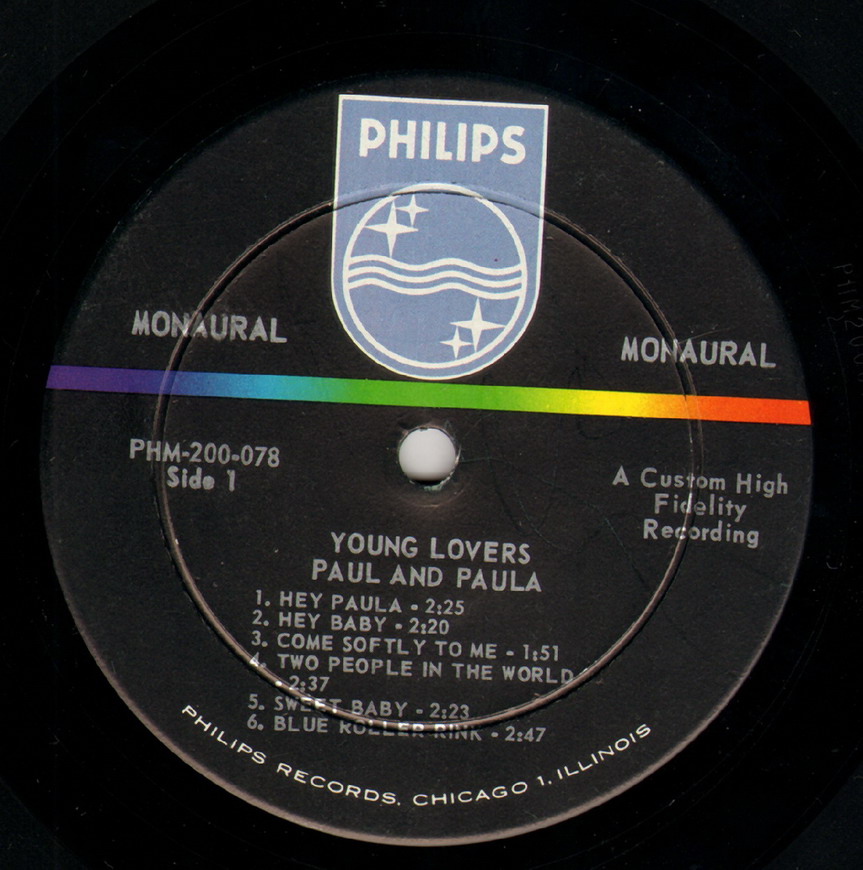 PHILIPS
MONAURAL
MONAURAL
PHM-200-078
Side 1
A Custom High
Fidelity
Recording
YOUNG LOVERS
PAUL AND PAULA
1. HEY PAULA - 2:25
2. HEY BABY - 2:20
3. COME SOFTLY TO ME - 1:51
4. TWO PEOPLE IN THE WORLD
- 2:37
5. SWEET BABY - 2:23
6. BLUE ROLLER RINK - 2:47
PHILIPS RECORDS, CHICAGO 1, ILLINOIS